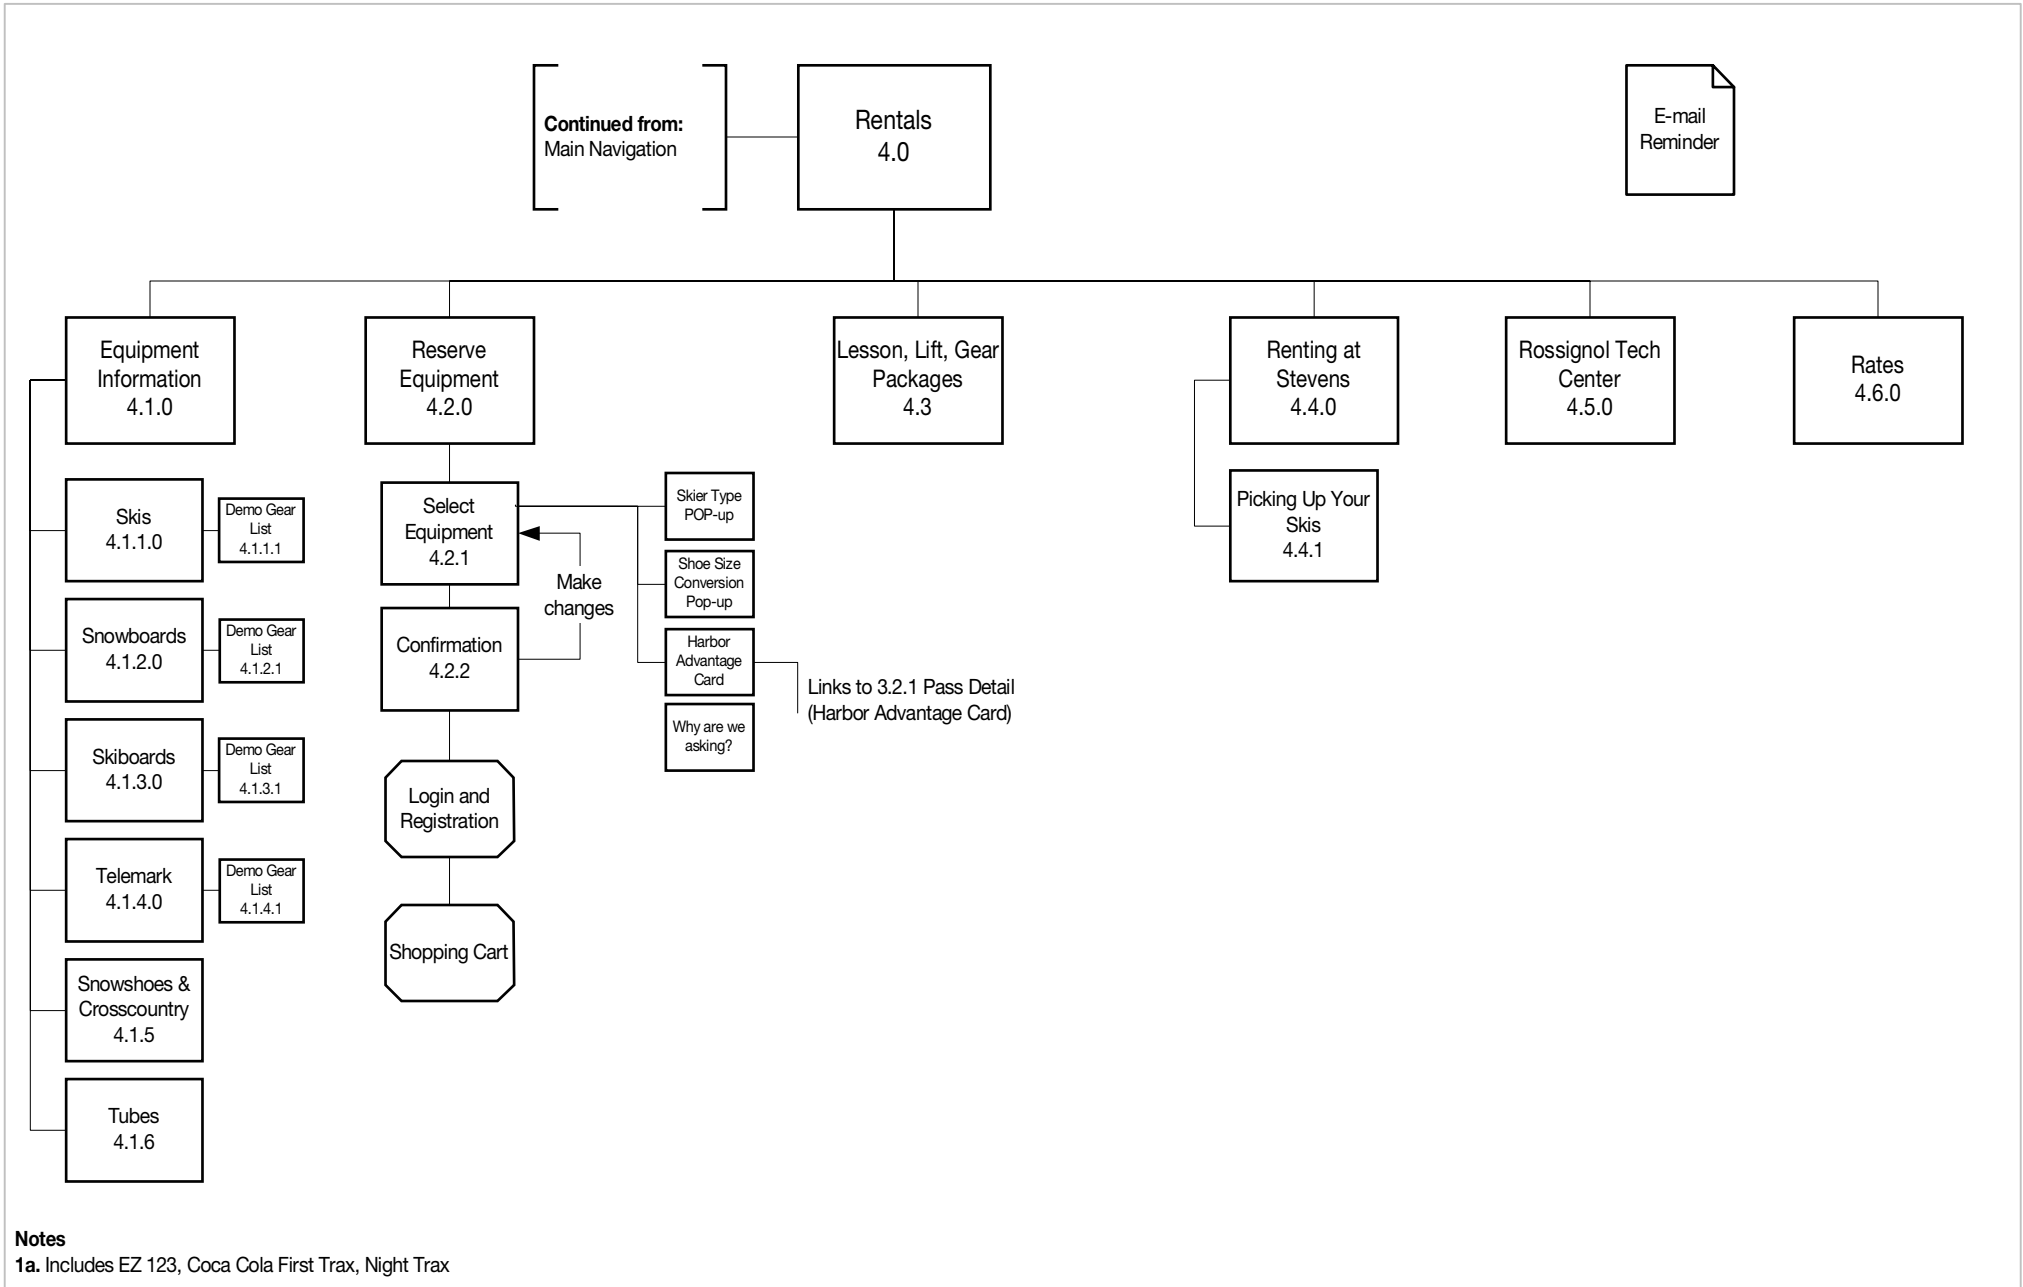 Continued from:
Main Navigation
Rentals
4.0
E-mail
Reminder
Equipment
Information
4.1.0
Reserve
Equipment
4.2.0
Lesson, Lift, Gear
Packages
4.3
Renting at
Stevens
4.4.0
Rossignol Tech
Center
4.5.0
Rates
4.6.0
Skis
4.1.1.0
Demo Gear
List
4.1.1.1
Snowboards
4.1.2.0
Demo Gear
List
4.1.2.1
Skiboards
4.1.3.0
Demo Gear
List
4.1.3.1
Telemark
4.1.4.0
Demo Gear
List
4.1.4.1
Snowshoes &
Crosscountry
4.1.5
Tubes
4.1.6
Select
Equipment
4.2.1
Make
changes
Confirmation
4.2.2
Login and
Registration
Shopping Cart
Skier Type
POP-up
Shoe Size
Conversion
Pop-up
Harbor
Advantage
Card
Why are we
asking?
Links to 3.2.1 Pass Detail
(Harbor Advantage Card)
Picking Up Your
Skis
4.4.1
Notes
1a. Includes EZ 123, Coca Cola First Trax, Night Trax